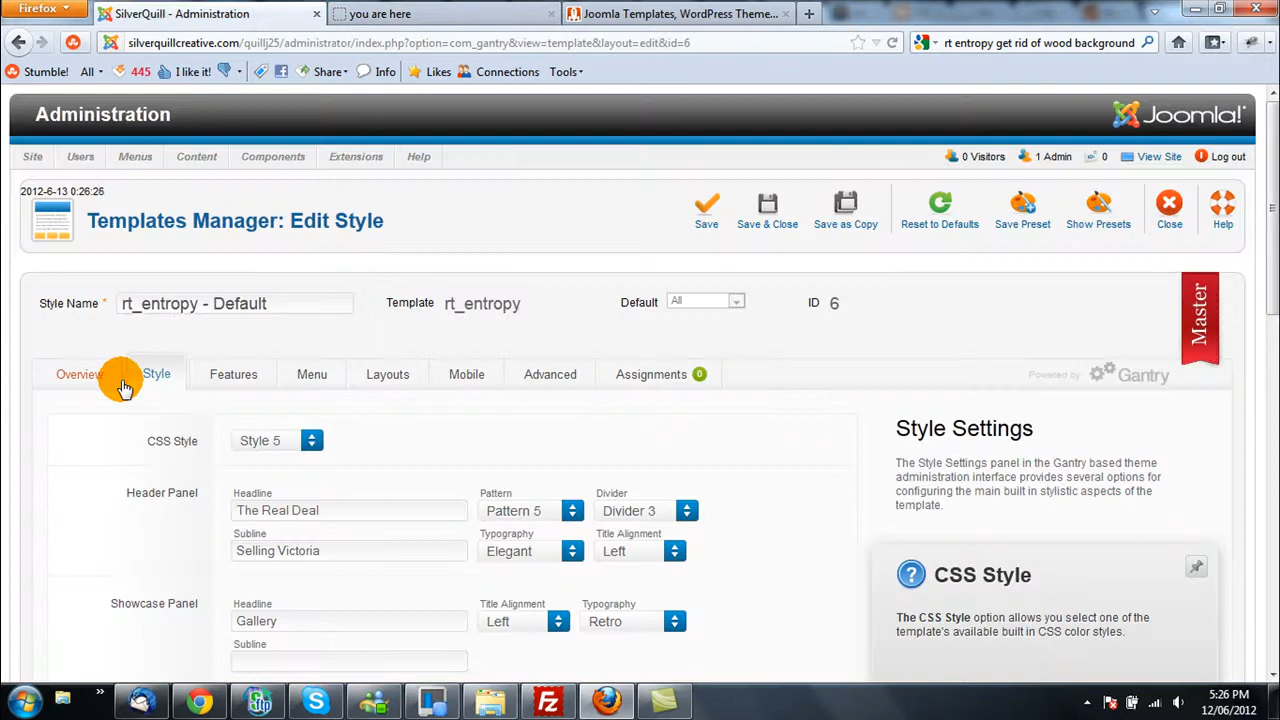 Firefox
SilverQuill - Administration
you are here
Joomla Templates, WordPress Theme...
silverquillcreative.com/quillj25/administrator/index.php?option=com_gantry&view=template&layout=edit&id=6
rt entropy get rid of wood background
Stumble! All 445 I like it! Share Info Likes Connections Tools
Administration
Joomla!
Site Users Menus Content Components Extensions Help
0 Visitors 1 Admin 0 View Site Log out
2012-6-13 0:26:25
Templates Manager: Edit Style
Save Save & Close Save as Copy Reset to Defaults Save Preset Show Presets Close Help
Style Name * rt_entropy - Default Template rt_entropy Default All ID 6
Master
Overview Style Features Menu Layouts Mobile Advanced Assignments 0
Powered by Gantry
CSS Style Style 5
Style Settings
The Style Settings panel in the Gantry based theme
administration interface provides several options for
configuring the main built in stylistic aspects of the
template.
Header Panel Headline Pattern Divider
The Real Deal Pattern 5 Divider 3
Subline Typography Title Alignment
Selling Victoria Elegant Left
? CSS Style
The CSS Style option allows you select one of the
template's available built in CSS color styles.
Showcase Panel Headline Title Alignment Typography
Gallery Left Retro
Subline
5:26 PM
12/06/2012